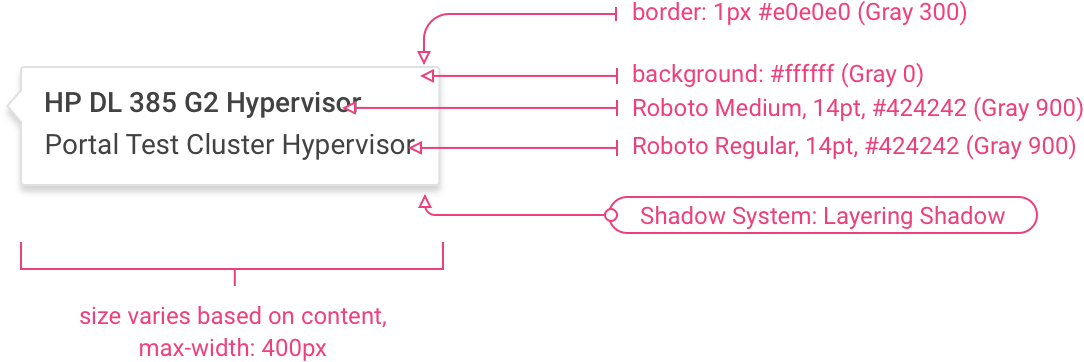 border: 1px #e0e0e0 (Gray 300)
background: #ffffff (Gray 0)
HP DL 385 G2 Hypervisor
Roboto Medium, 14pt, #424242 (Gray 900)
Portal Test Cluster Hypervisor
Roboto Regular, 14pt, #424242 (Gray 900)
Shadow System: Layering Shadow
size varies based on content,
max-width: 400px